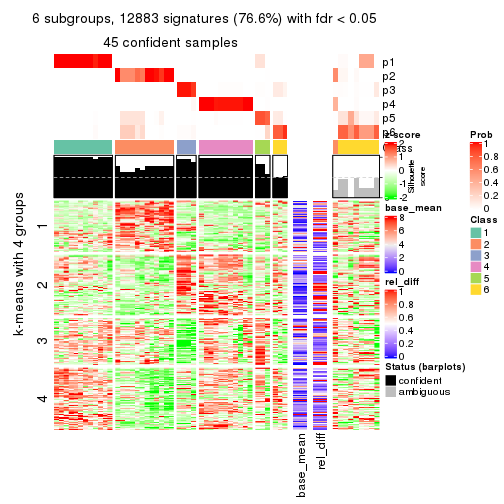 6 subgroups, 12883 signatures (76.6%) with fdr < 0.05
45 confident samples
p1
p2
p3
p4
p5
p6
Class
Silhouette
score
k-means with 4 groups
1
2
3
4
base_mean
rel_diff
z-score
2
1
0
-1
-2
base_mean
8
6
4
2
0
rel_diff
1
0.8
0.6
0.4
0.2
0
Status (barplots)
confident
ambiguous
Prob
1
0.8
0.6
0.4
0.2
0
Class
1
2
3
4
5
6